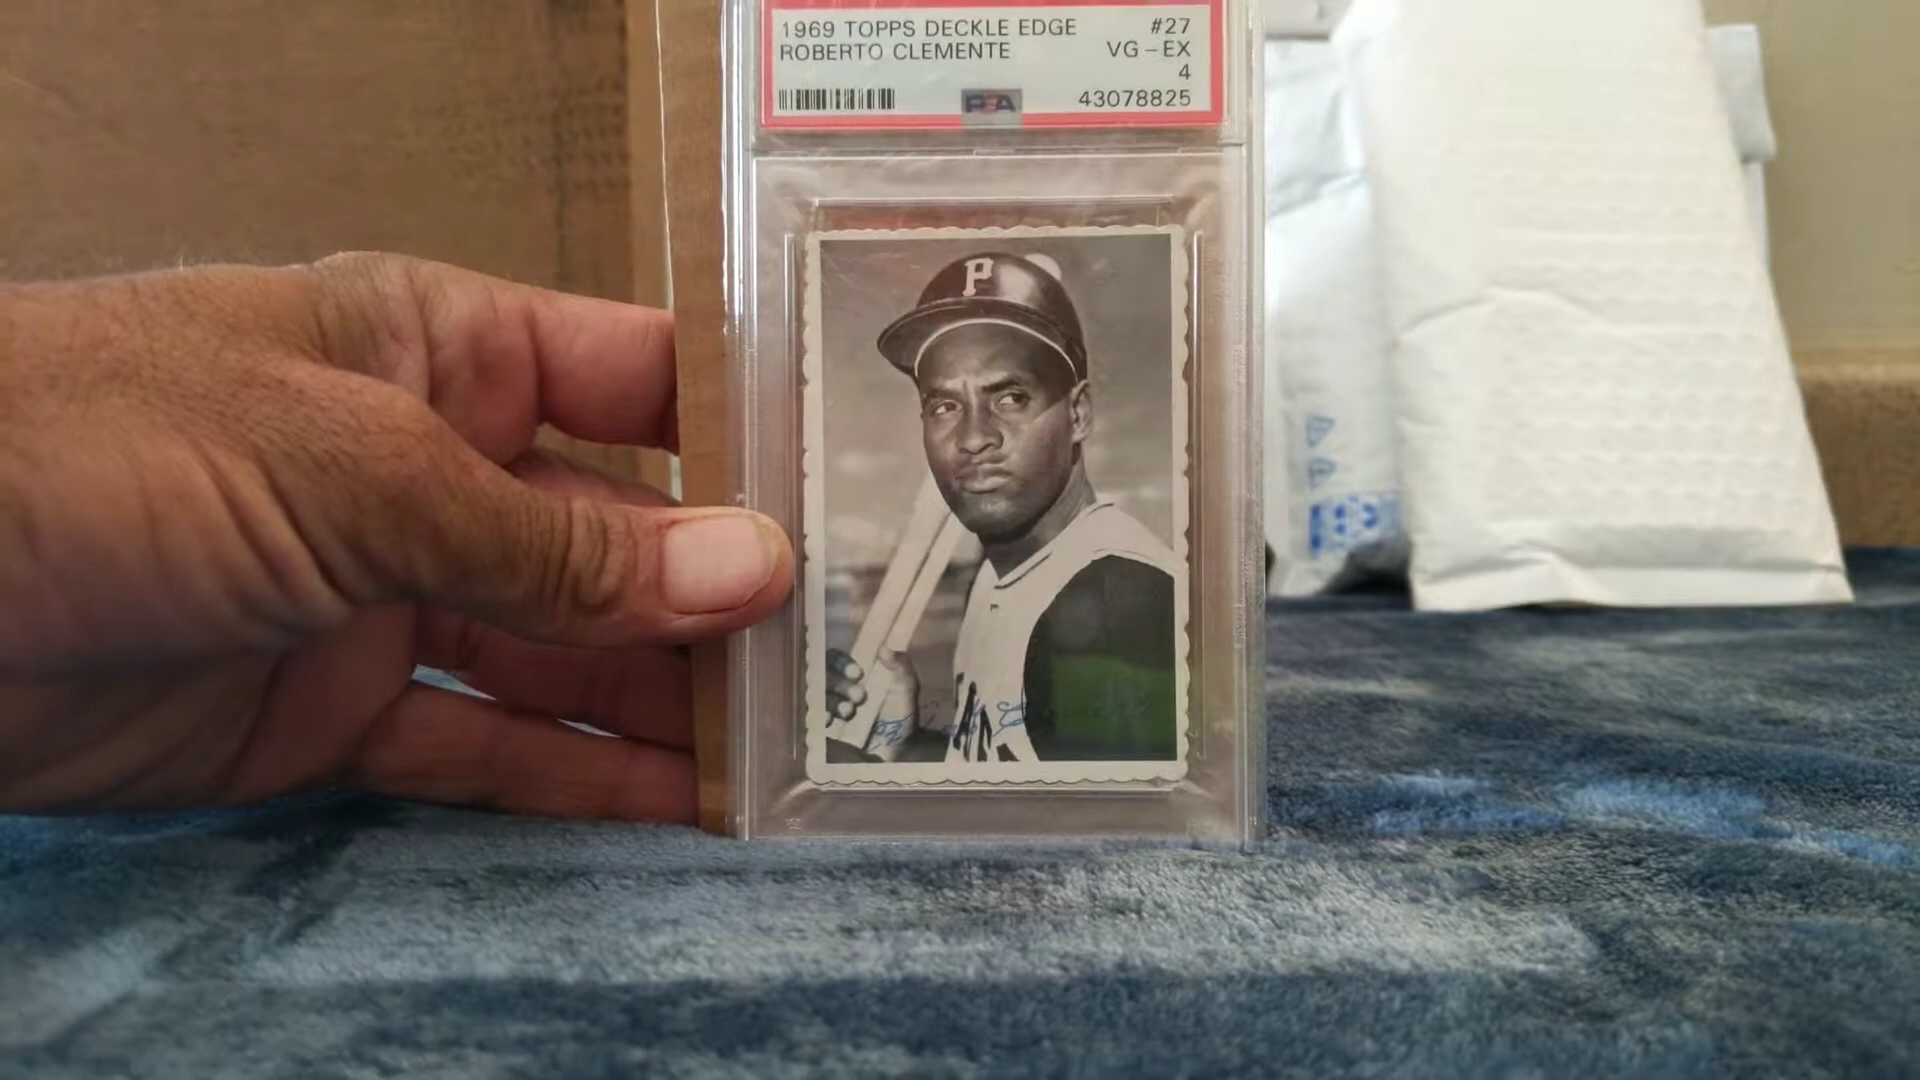 1969 TOPPS DECKLE EDGE #27
ROBERTO CLEMENTE VG-EX
4
PSA 43078825
P